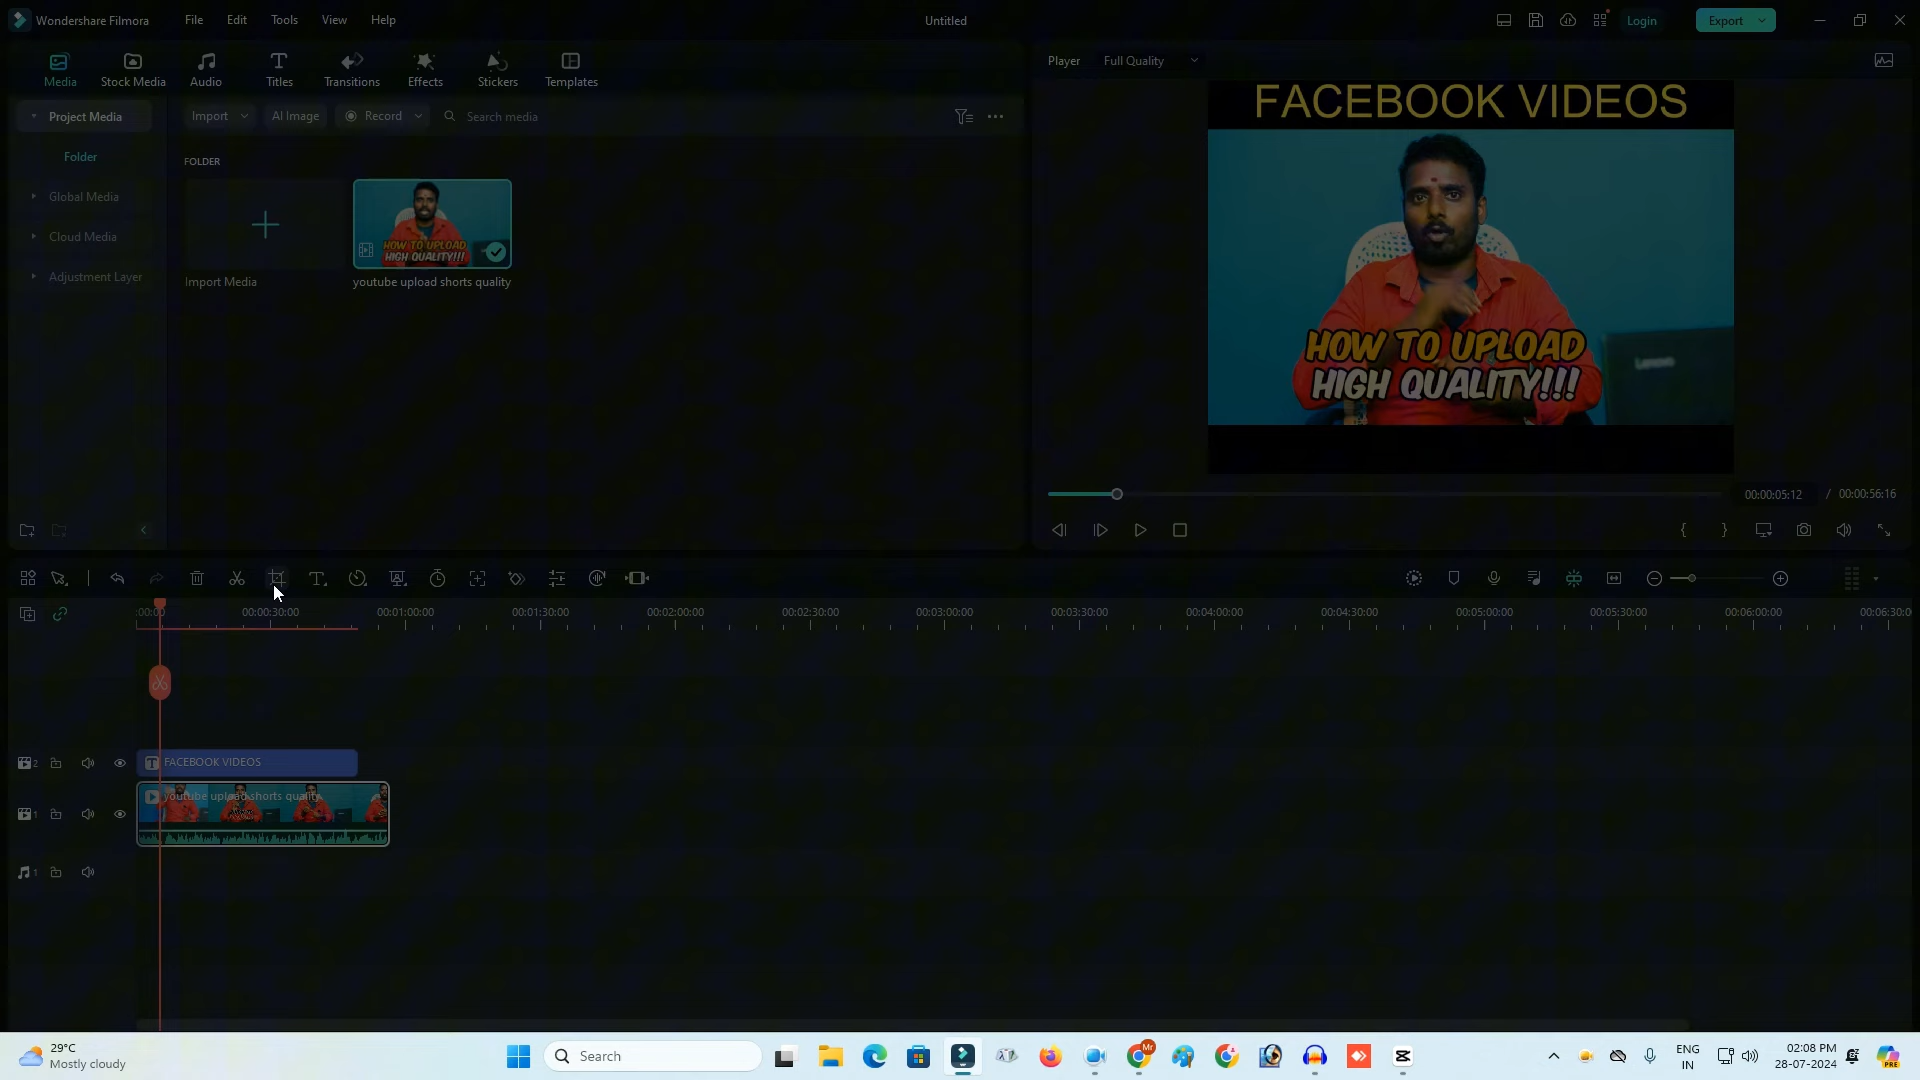 Wondershare Filmora File Edit Tools View Help Untitled Login Export
Media Stock Media Audio Titles Transitions Effects Stickers Templates
Player Full Quality
Project Media
Import AI Image Record Search media
Folder
Global Media
Cloud Media
Adjustment Layer
FOLDER
HOW TO UPLOAD
HIGH QUALITY!!!
Import Media youtube upload shorts quality
FACEBOOK VIDEOS
HOW TO UPLOAD
HIGH QUALITY!!!
Lenovo
00:00:05:12 / 00:00:56:16
:00:00 00:00:30:00 00:01:00:00 00:01:30:00 00:02:00:00 00:02:30:00 00:03:00:00 00:03:30:00 00:04:00:00 00:04:30:00 00:05:00:00 00:05:30:00 00:06:00:00 00:06:30:0
2 FACEBOOK VIDEOS
1 youtube upload shorts quality
1
29°C
Mostly cloudy
Search
Mr
ENG
IN
02:08 PM
28-07-2024
PRE